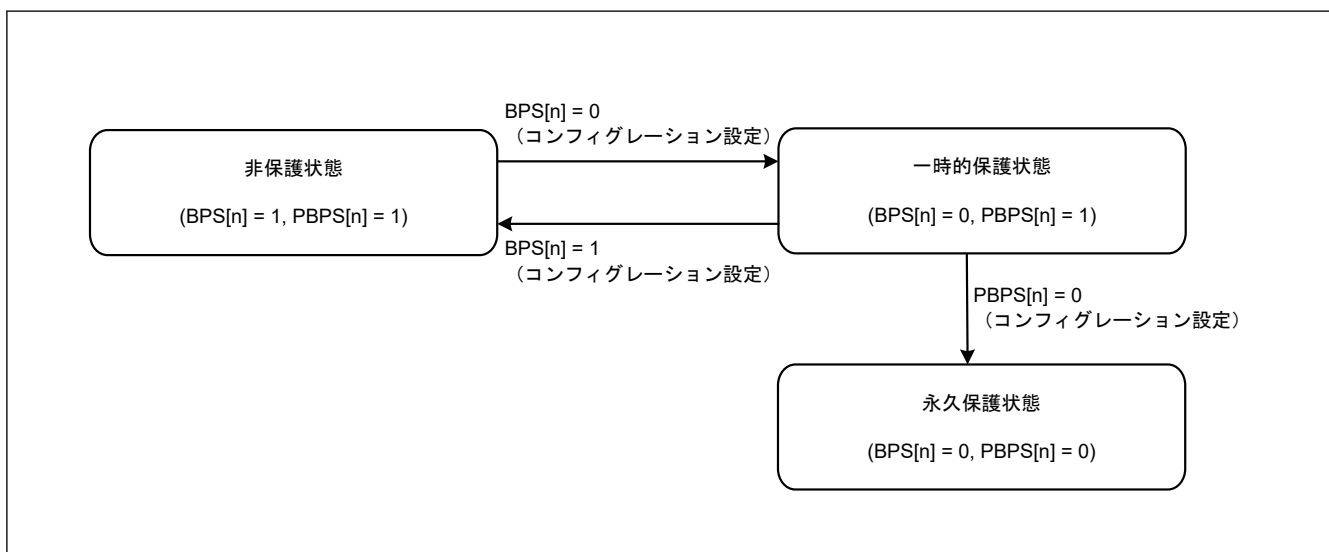 BPS[n] = 0
（コンフィグレーション設定）
非保護状態
(BPS[n] = 1, PBPS[n] = 1)
一時的保護状態
(BPS[n] = 0, PBPS[n] = 1)
BPS[n] = 1
（コンフィグレーション設定）
PBPS[n] = 0
（コンフィグレーション設定）
永久保護状態
(BPS[n] = 0, PBPS[n] = 0)